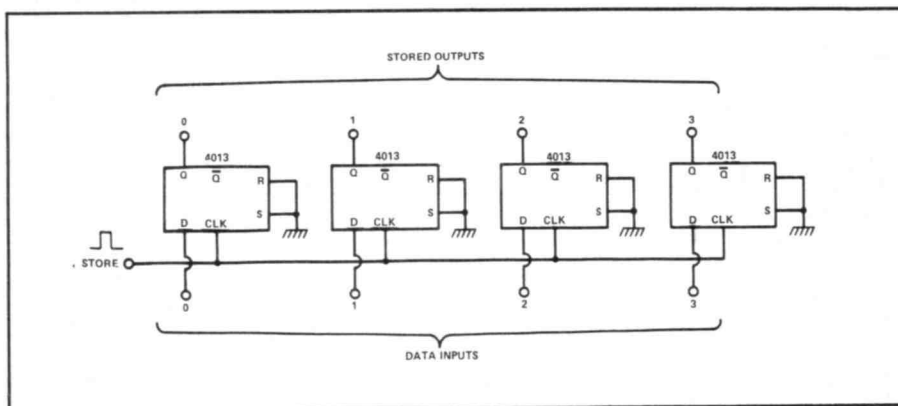 STORED OUTPUTS
0 1 2 3
4013 4013 4013 4013
Q Q R Q Q R Q Q R Q Q R
S S S S
D CLK D CLK D CLK D CLK
STORE
0 1 2 3
DATA INPUTS